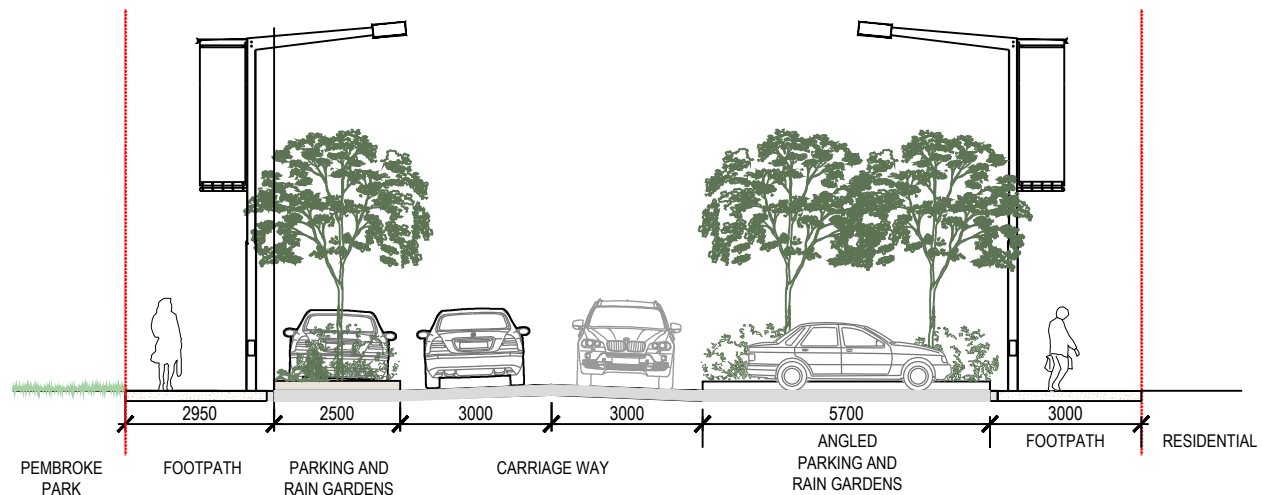 2950
2500
3000
3000
5700
3000
PEMBROKE
PARK
FOOTPATH
PARKING AND
RAIN GARDENS
CARRIAGE WAY
ANGLED
PARKING AND
RAIN GARDENS
FOOTPATH
RESIDENTIAL